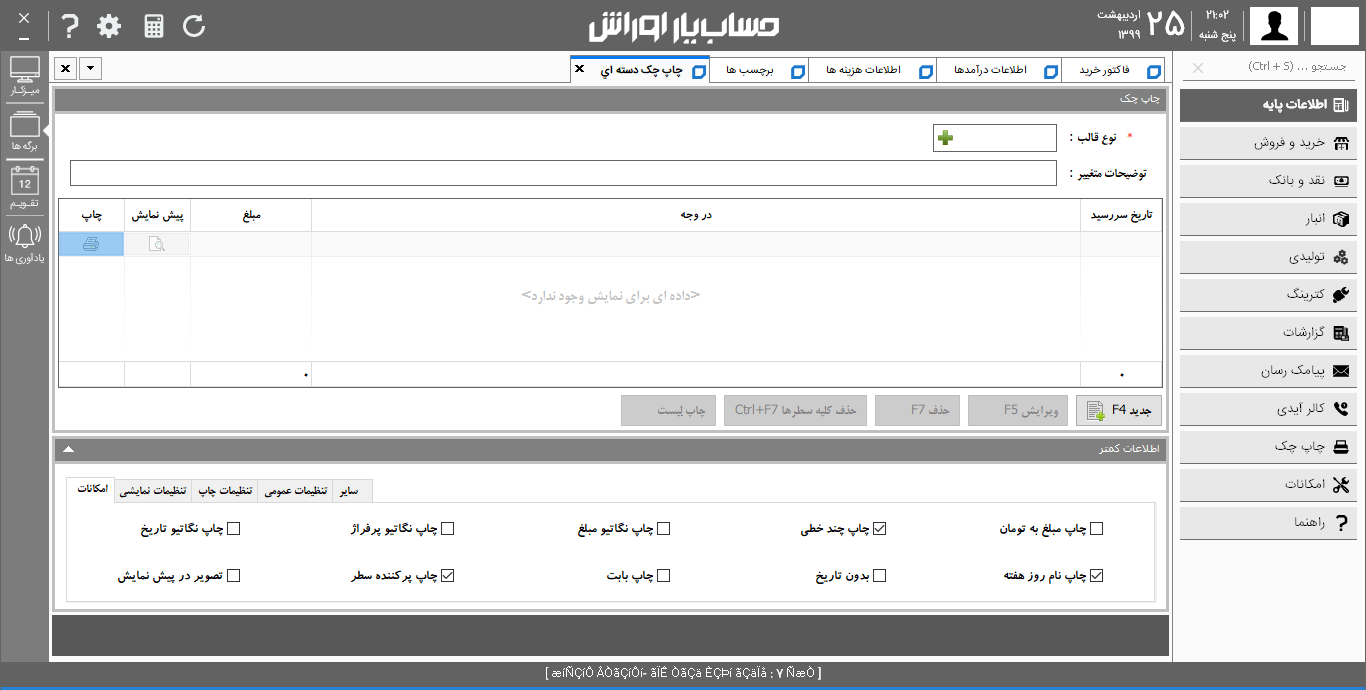 حساب یار اوراش
۲۱:۰۲
پنج شنبه
۲۵
اردیبهشت
۱۳۹۹
?
جستجو ... (Ctrl + S)
اطلاعات پایه
خرید و فروش
نقد و بانک
انبار
تولیدی
کترینگ
گزارشات
پیامک رسان
کالر آیدی
چاپ چک
امکانات
راهنما
فاکتور خرید
اطلاعات درآمدها
اطلاعات هزینه ها
برچسب ها
چاپ چک دسته اي
میزکار
برگه ها
12
تقویم
یادآوری ها
چاپ چک
* نوع قالب :
توضیحات متغییر :
تاریخ سررسید
در وجه
مبلغ
پیش نمایش
چاپ
<داده ای برای نمایش وجود ندارد>
۰
۰
جدید F4
ویرایش F5
حذف F7
حذف کلیه سطرها Ctrl+F7
چاپ لیست
اطلاعات کمتر
امکانات
تنظیمات نمایشی
تنظیمات چاپ
تنظیمات عمومی
سایر
چاپ مبلغ به تومان
چاپ چند خطی
چاپ نگاتیو مبلغ
چاپ نگاتیو پرفراژ
چاپ نگاتیو تاریخ
چاپ نام روز هفته
بدون تاریخ
چاپ بابت
چاپ پرکننده سطر
تصویر در پیش نمایش
[ æíÑÇíÔ ÂÒãÇíÔí- ãÏÊ ÒãÇä ÈÇÞí ãÇäÏå : ۷ ÑæÒ ]